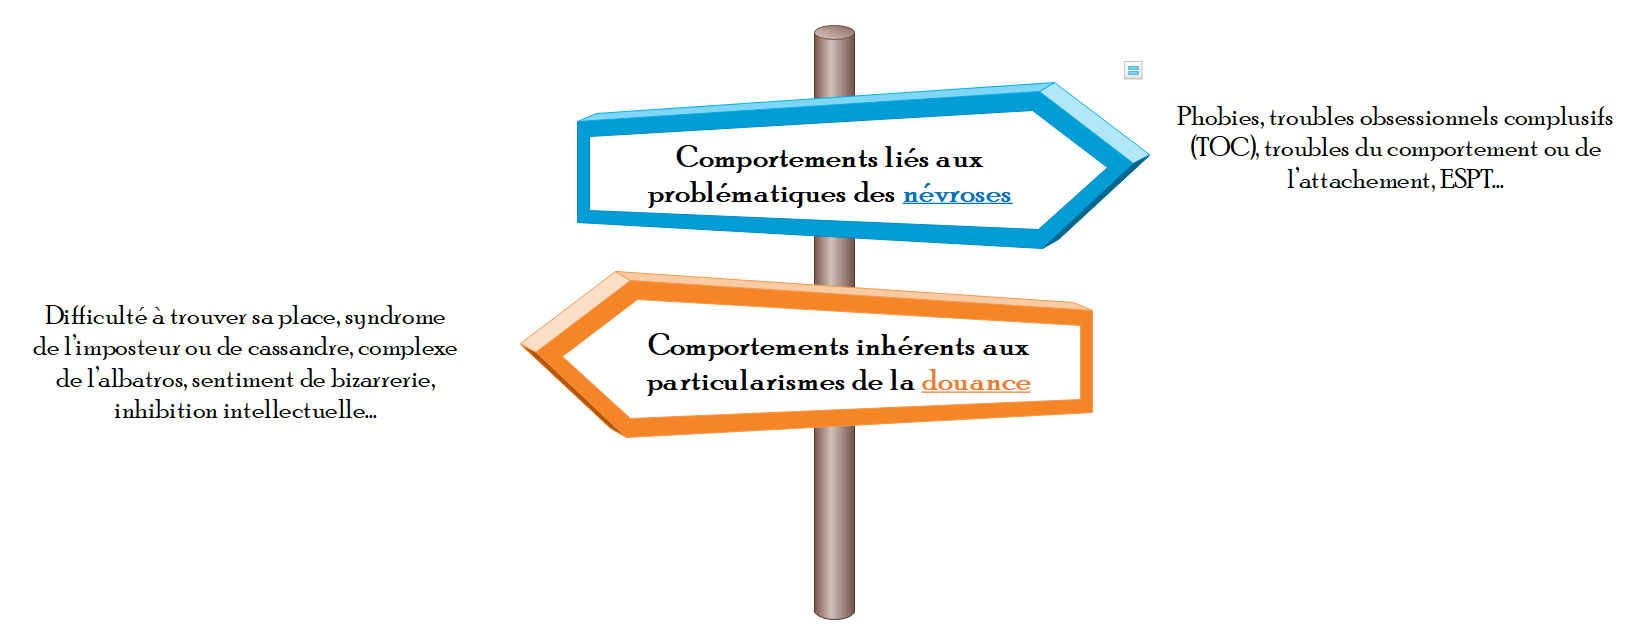 Phobies, troubles obsessionnels complusifs
(TOC), troubles du comportement ou de
l'attachement, ESPT...
Comportements liés aux
problématiques des névroses
Difficulté à trouver sa place, syndrome
de l'imposteur ou de cassandre, complexe
de l'albatros, sentiment de bizarrerie,
inhibition intellectuelle...
Comportements inhérents aux
particularismes de la douance